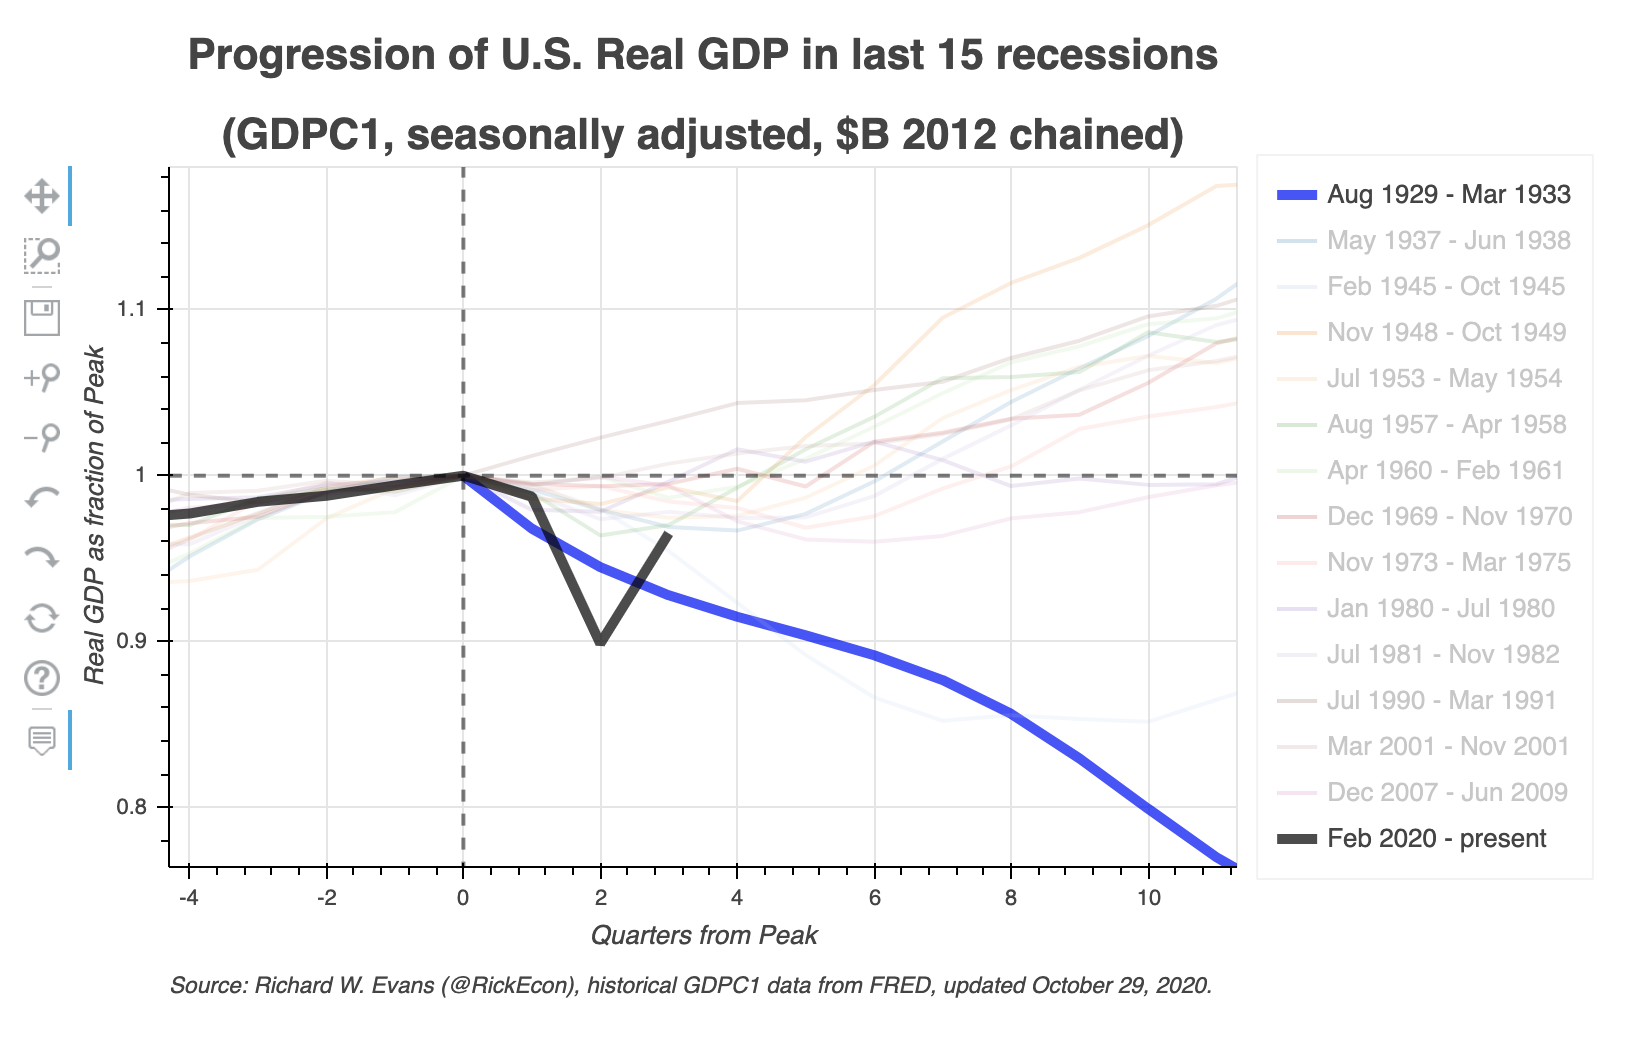 Progression of U.S. Real GDP in last 15 recessions
(GDPC1, seasonally adjusted, $B 2012 chained)
Real GDP as fraction of Peak
1.1
1
0.9
0.8
-4
-2
0
2
4
6
8
10
Quarters from Peak
Aug 1929 - Mar 1933
May 1937 - Jun 1938
Feb 1945 - Oct 1945
Nov 1948 - Oct 1949
Jul 1953 - May 1954
Aug 1957 - Apr 1958
Apr 1960 - Feb 1961
Dec 1969 - Nov 1970
Nov 1973 - Mar 1975
Jan 1980 - Jul 1980
Jul 1981 - Nov 1982
Jul 1990 - Mar 1991
Mar 2001 - Nov 2001
Dec 2007 - Jun 2009
Feb 2020 - present
Source: Richard W. Evans (@RickEcon), historical GDPC1 data from FRED, updated October 29, 2020.